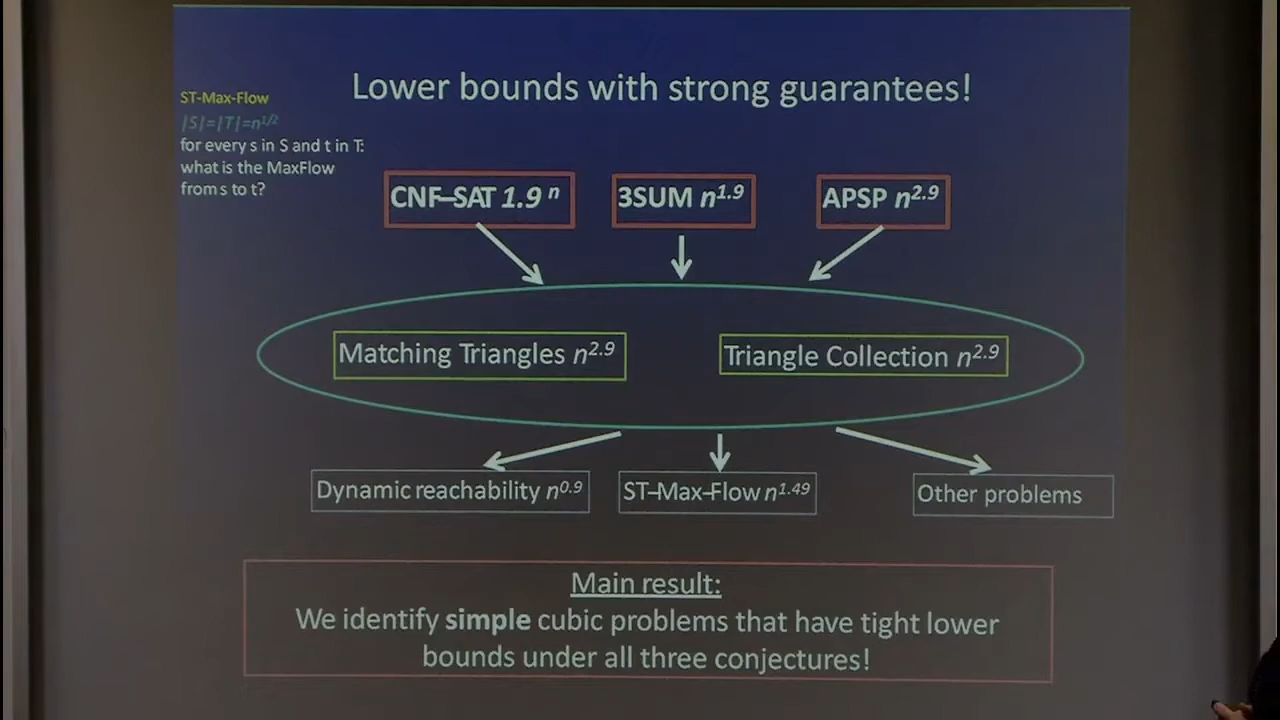 Lower bounds with strong guarantees!
ST-Max-Flow
|S|=|T|=n^1/2
for every s in S and t in T:
what is the MaxFlow
from s to t?
CNF–SAT 1.9^n
3SUM n^1.9
APSP n^2.9
Matching Triangles n^2.9
Triangle Collection n^2.9
Dynamic reachability n^0.9
ST–Max–Flow n^1.49
Other problems
Main result:
We identify simple cubic problems that have tight lower
bounds under all three conjectures!